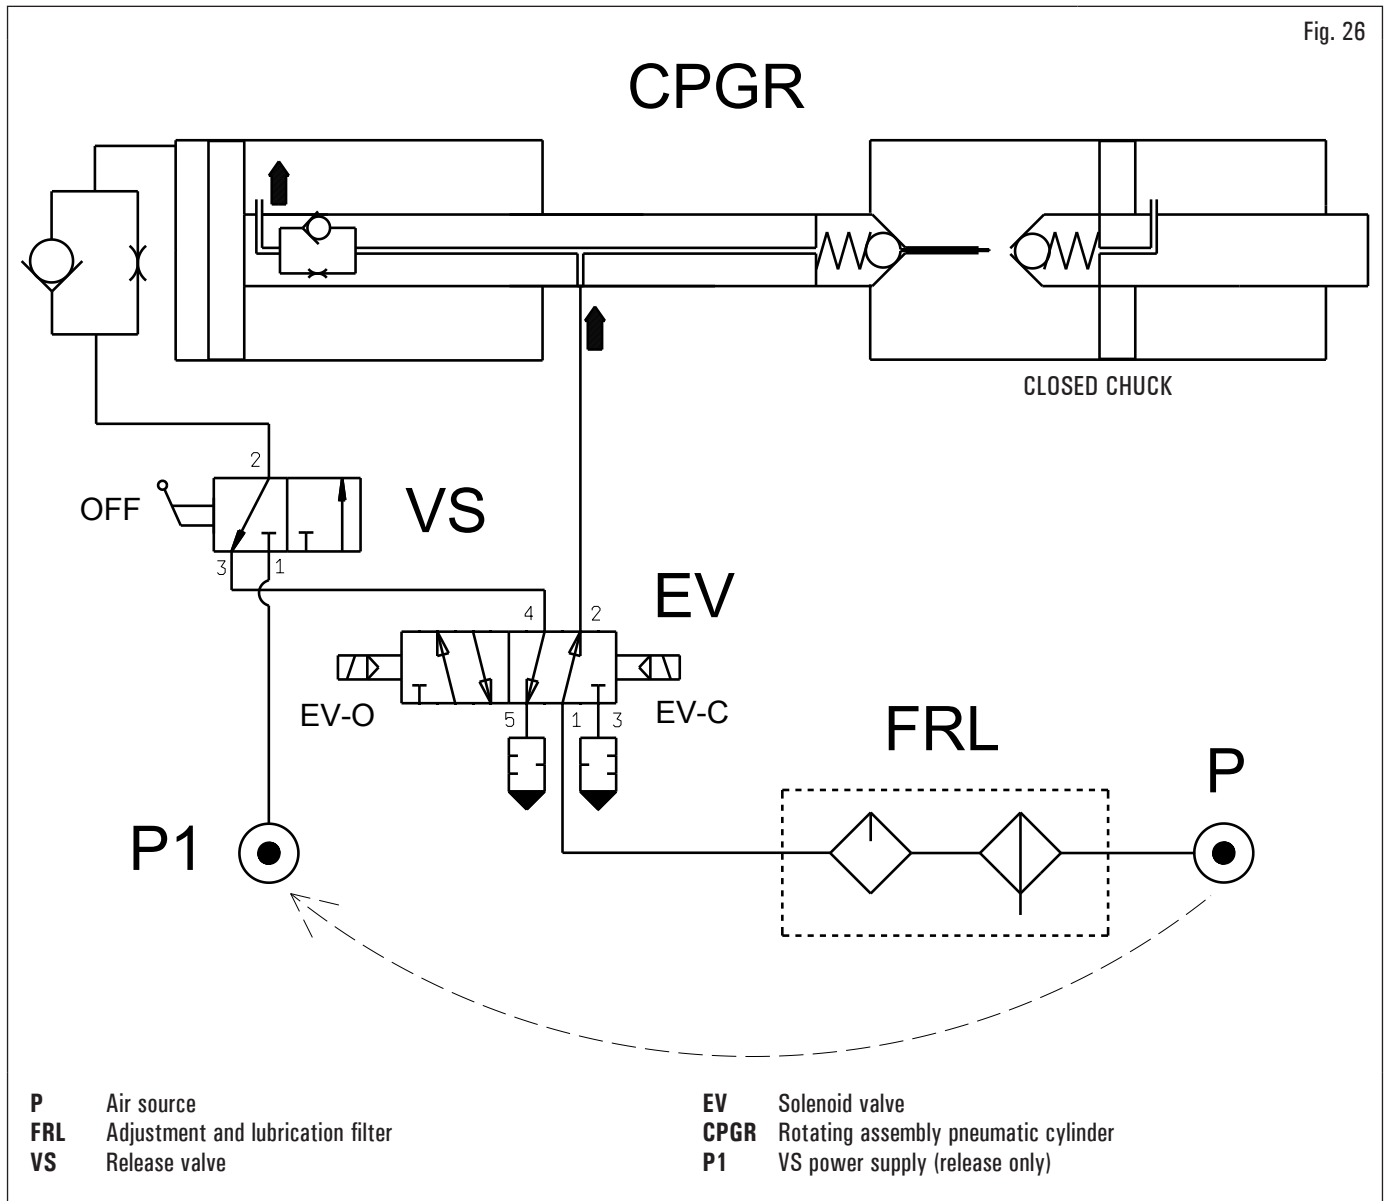 Fig. 26
CPGR
CLOSED CHUCK
2
OFF
VS
3 1
EV
4 2
EV-O
5 1 3
EV-C
FRL
P
P1
P Air source
FRL Adjustment and lubrication filter
VS Release valve
EV Solenoid valve
CPGR Rotating assembly pneumatic cylinder
P1 VS power supply (release only)